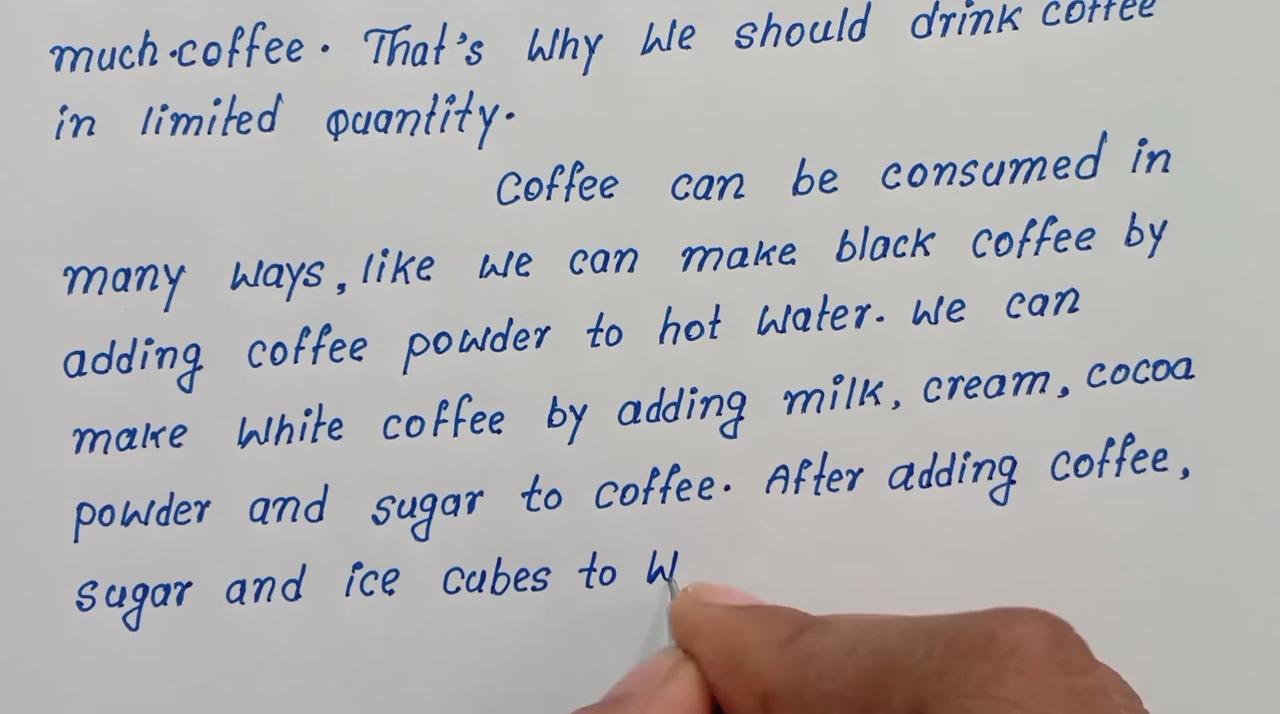 much.coffee. That's Why We should drink coffee
in limited quantity.
Coffee can be consumed in
many ways, like we can make black coffee by
adding coffee powder to hot water. we can
make white coffee by adding milk, cream, cocoa
powder and sugar to coffee. After adding coffee,
sugar and ice cubes to W